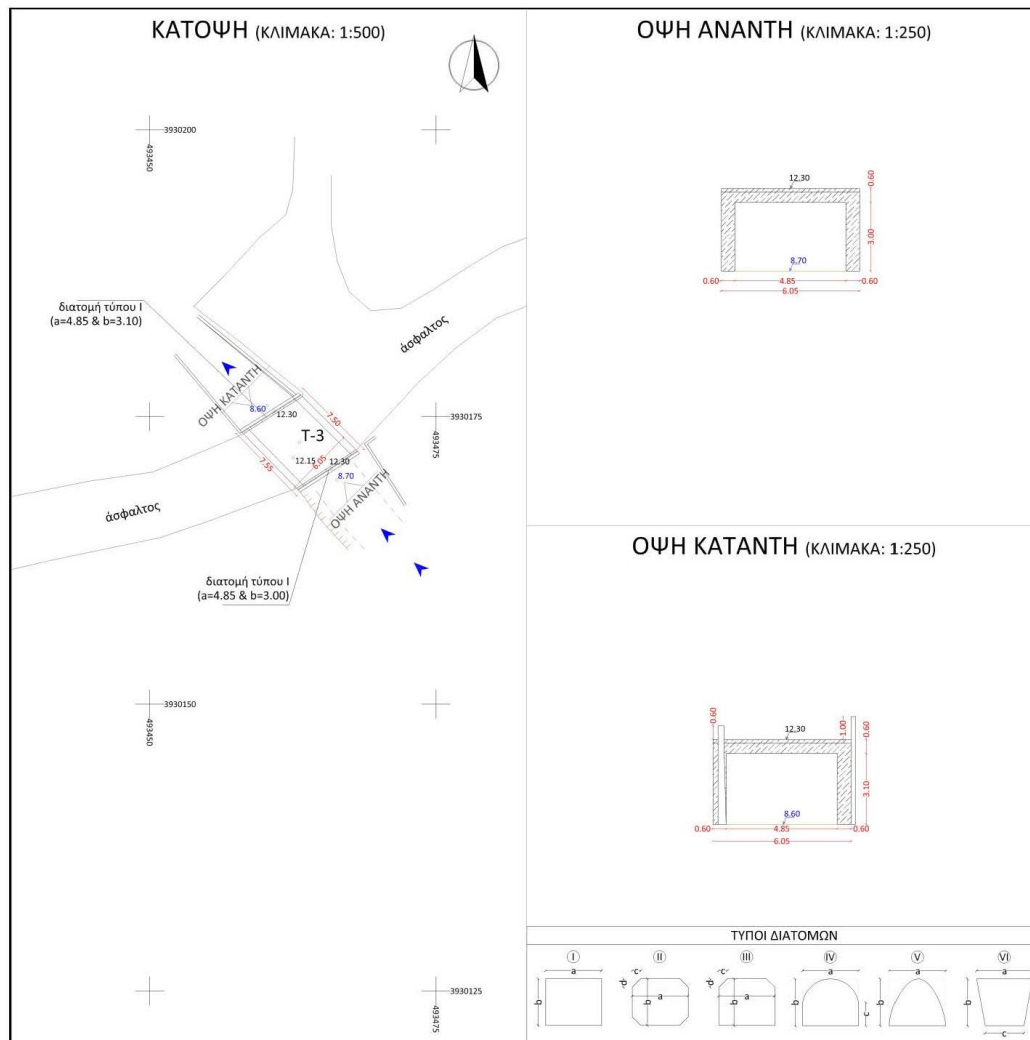 ΚΑΤΟΨΗ (ΚΛΙΜΑΚΑ: 1:500)
3930200
493450
διατομή τύπου Ι
(a=4.85 & b=3.10)
άσφαλτος
ΟΨΗ ΚΑΤΑΝΤΗ
8.60
12.30
7.50
T-3
3930175
493475
7.55
12.15
6.05
12.30
8.70
ΟΨΗ ΑΝΑΝΤΗ
άσφαλτος
διατομή τύπου Ι
(a=4.85 & b=3.00)
3930150
493450
3930125
493475
ΟΨΗ ΑΝΑΝΤΗ (ΚΛΙΜΑΚΑ: 1:250)
12.30
0.60
3.00
8.70
0.60
4.85
0.60
6.05
ΟΨΗ ΚΑΤΑΝΤΗ (ΚΛΙΜΑΚΑ: 1:250)
0.60
12.30
1.00
0.60
3.10
8.60
0.60
4.85
0.60
6.05
ΤΥΠΟΙ ΔΙΑΤΟΜΩΝ
I II III IV V VI
a c c a a a
d d
b b a b a b b b
c
c